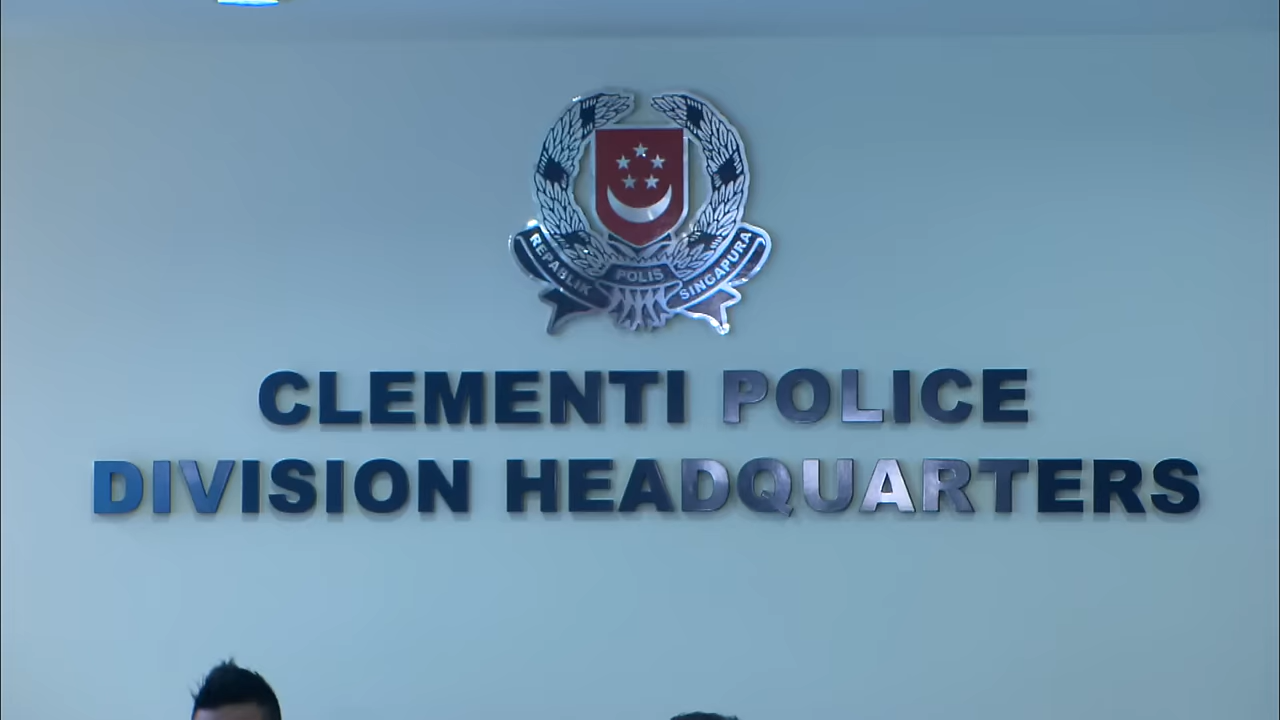 REPABLIK POLIS SINGAPURA
CLEMENTI POLICE
DIVISION HEADQUARTERS